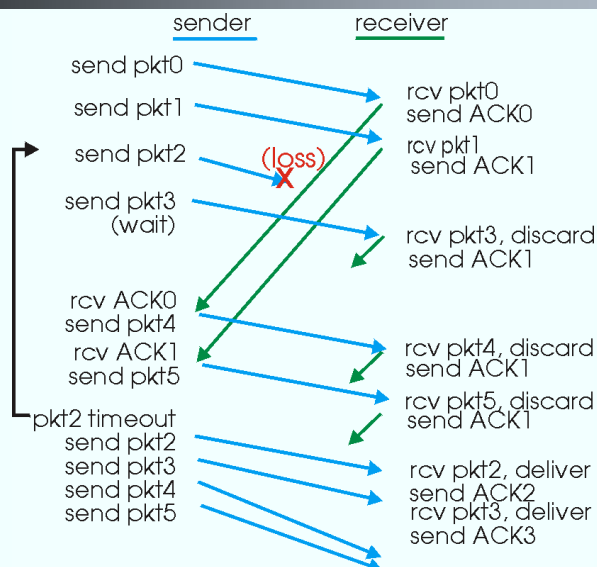 sender
receiver
send pkt0
send pkt1
send pkt2
(loss)
X
send pkt3
(wait)
rcv ACK0
send pkt4
rcv ACK1
send pkt5
pkt2 timeout
send pkt2
send pkt3
send pkt4
send pkt5
rcv pkt0
send ACK0
rcv pkt1
send ACK1
rcv pkt3, discard
send ACK1
rcv pkt4, discard
send ACK1
rcv pkt5, discard
send ACK1
rcv pkt2, deliver
send ACK2
rcv pkt3, deliver
send ACK3